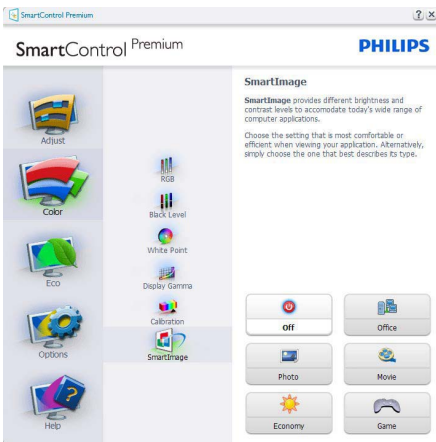 SmartControl Premium
SmartControl Premium
PHILIPS
Adjust
Color
Eco
Options
Help
RGB
Black Level
White Point
Display Gamma
Calibration
SmartImage
SmartImage
SmartImage provides different brightness and
contrast levels to accomodate today's wide range of
computer applications.
Choose the setting that is most comfortable or
efficient when viewing your application. Alternatively,
simply choose the one that best describes its type.
Off
Office
Photo
Movie
Economy
Game